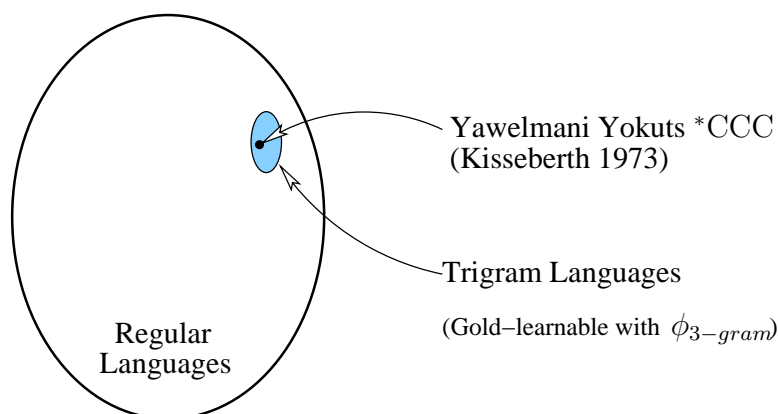 Yawelmani Yokuts *CCC
(Kisseberth 1973)
Trigram Languages
(Gold−learnable with ϕ3−gram)
Regular
Languages